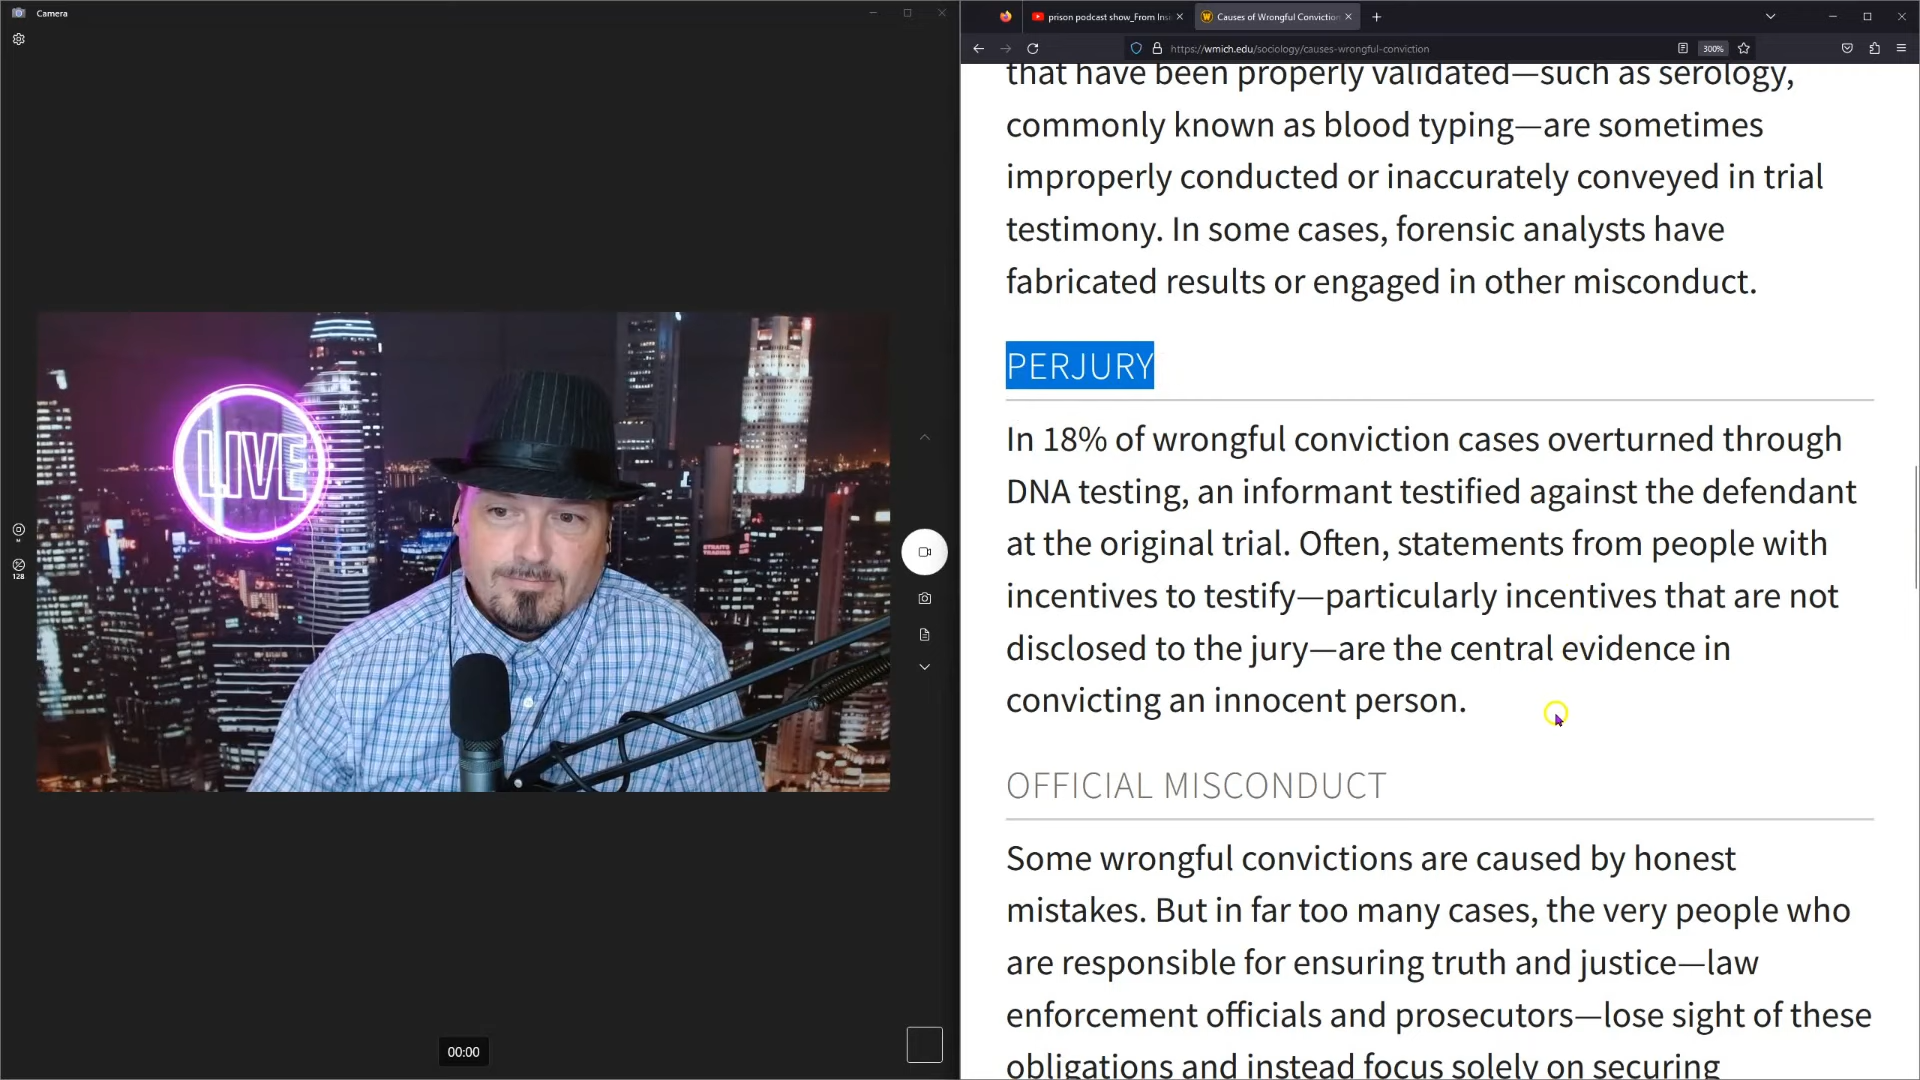 Camera
prison podcast show_From Insi
Causes of Wrongful Conviction
https://wmich.edu/sociology/causes-wrongful-conviction
300%
that have been properly validated—such as serology,
commonly known as blood typing—are sometimes
improperly conducted or inaccurately conveyed in trial
testimony. In some cases, forensic analysts have
fabricated results or engaged in other misconduct.
PERJURY
In 18% of wrongful conviction cases overturned through
DNA testing, an informant testified against the defendant
at the original trial. Often, statements from people with
incentives to testify—particularly incentives that are not
disclosed to the jury—are the central evidence in
convicting an innocent person.
OFFICIAL MISCONDUCT
Some wrongful convictions are caused by honest
mistakes. But in far too many cases, the very people who
are responsible for ensuring truth and justice—law
enforcement officials and prosecutors—lose sight of these
obligations and instead focus solely on securing
LIVE
STRAITS
TRADING
M
128
00:00